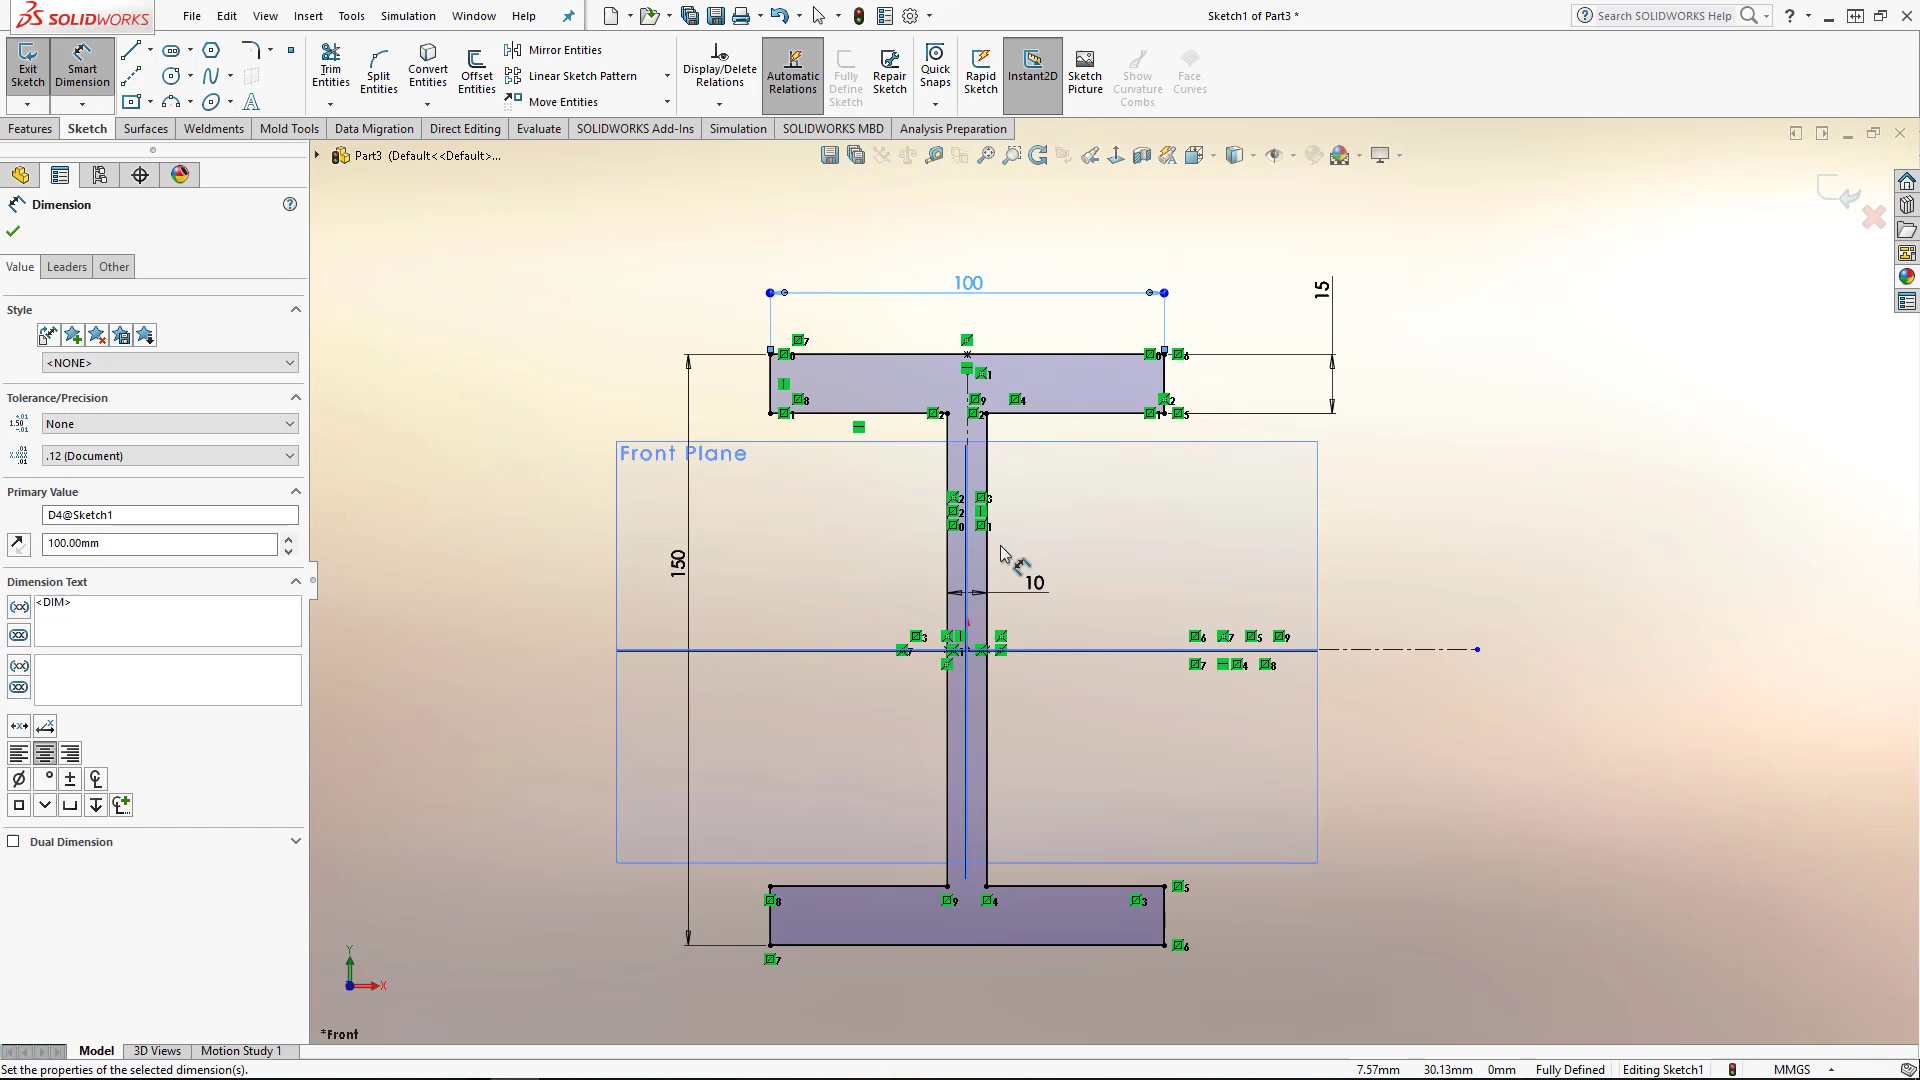 SOLIDWORKS File Edit View Insert Tools Simulation Window Help Sketch1 of Part3 * Search SOLIDWORKS Help ?
Exit Sketch
Smart Dimension
Trim Entities
Split Entities
Convert Entities
Offset Entities
Mirror Entities
Linear Sketch Pattern
Move Entities
Display/Delete Relations
Automatic Relations
Fully Define Sketch
Repair Sketch
Quick Snaps
Rapid Sketch
Instant2D
Sketch Picture
Show Curvature Combs
Face Curves
Features Sketch Surfaces Weldments Mold Tools Data Migration Direct Editing Evaluate SOLIDWORKS Add-Ins Simulation SOLIDWORKS MBD Analysis Preparation
Part3 (Default<<Default>...
Dimension
Value Leaders Other
Style
<NONE>
Tolerance/Precision
None
.12 (Document)
Primary Value
D4@Sketch1
100.00mm
Dimension Text
<DIM>
Dual Dimension
100
15
Front Plane
150
10
Y
X
*Front
Model 3D Views Motion Study 1
Set the properties of the selected dimension(s). 7.57mm 30.13mm 0mm Fully Defined Editing Sketch1 MMGS